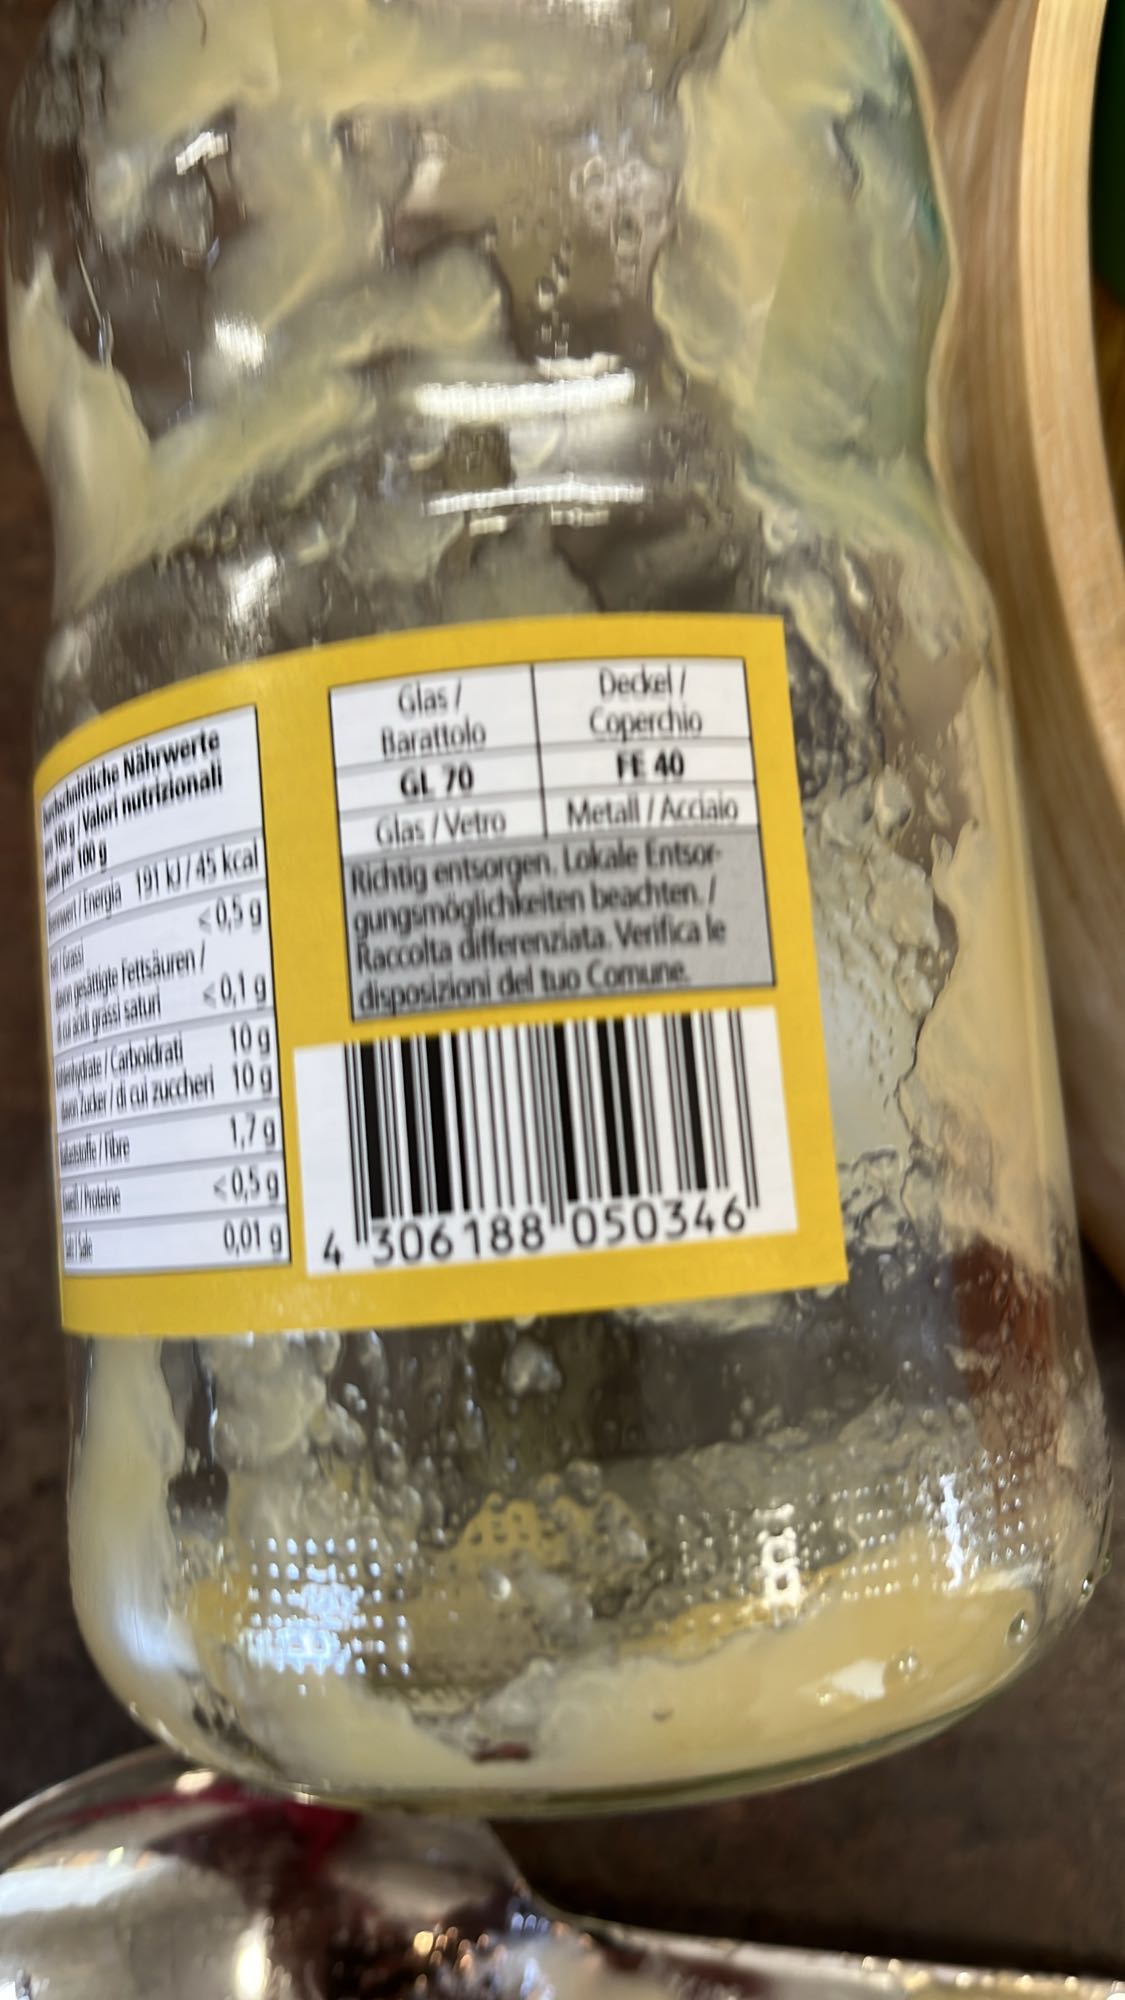 Nährwerte
100 g / Valori nutrizionali
per 100 g
/ Energia 191 kJ / 45 kcal
<0,5 g
gesättigte Fettsäuren /
di cui acidi grassi saturi <0,1 g
/ Carboidrati 10 g
Zucker / di cui zuccheri 10 g
/ Fibre 1,7 g
/ Proteine <0,5 g
/ Sale 0,01 g
Glas /
Barattolo
GL 70
Glas / Vetro
Deckel /
Coperchio
FE 40
Metall / Acciaio
Richtig entsorgen. Lokale Entsor-
gungsmöglichkeiten beachten. /
Raccolta differenziata. Verifica le
disposizioni del tuo Comune.
4 306188 050346